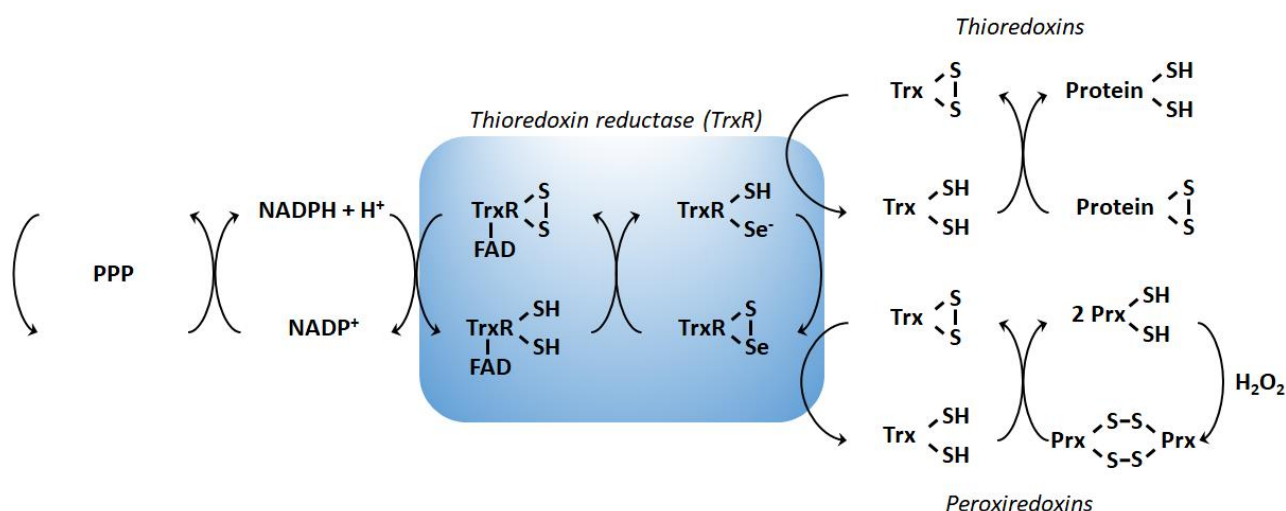 Thioredoxins
Trx S S
Protein SH SH
Thioredoxin reductase (TrxR)
PPP
NADPH + H⁺
NADP⁺
TrxR S S
FAD
TrxR SH SH
FAD
TrxR SH Se⁻
TrxR S Se
Trx SH SH
Protein S S
Trx S S
2 Prx SH SH
H₂O₂
Trx SH SH
Prx S–S S–S Prx
Peroxiredoxins